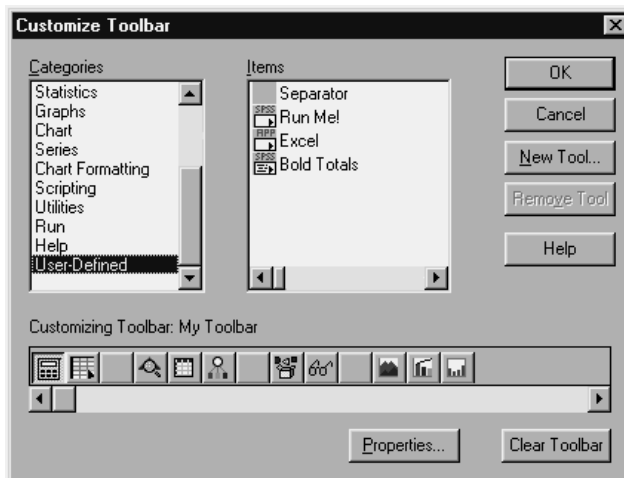 Customize Toolbar
Categories
Statistics
Graphs
Chart
Series
Chart Formatting
Scripting
Utilities
Run
Help
User-Defined
Items
Separator
SPSS Run Me!
APP Excel
SPSS Bold Totals
OK
Cancel
New Tool...
Remove Tool
Help
Customizing Toolbar: My Toolbar
Properties...
Clear Toolbar